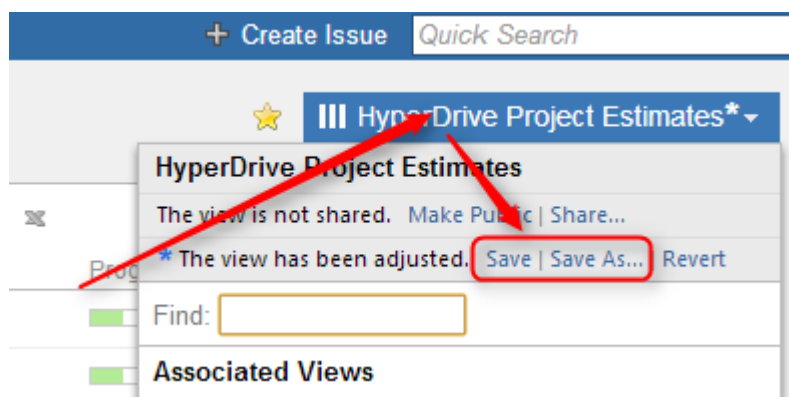 + Create Issue Quick Search
HyperDrive Project Estimates*
HyperDrive Project Estimates
The view is not shared. Make Public | Share...
Prog
* The view has been adjusted. Save | Save As... | Revert
Find:
Associated Views